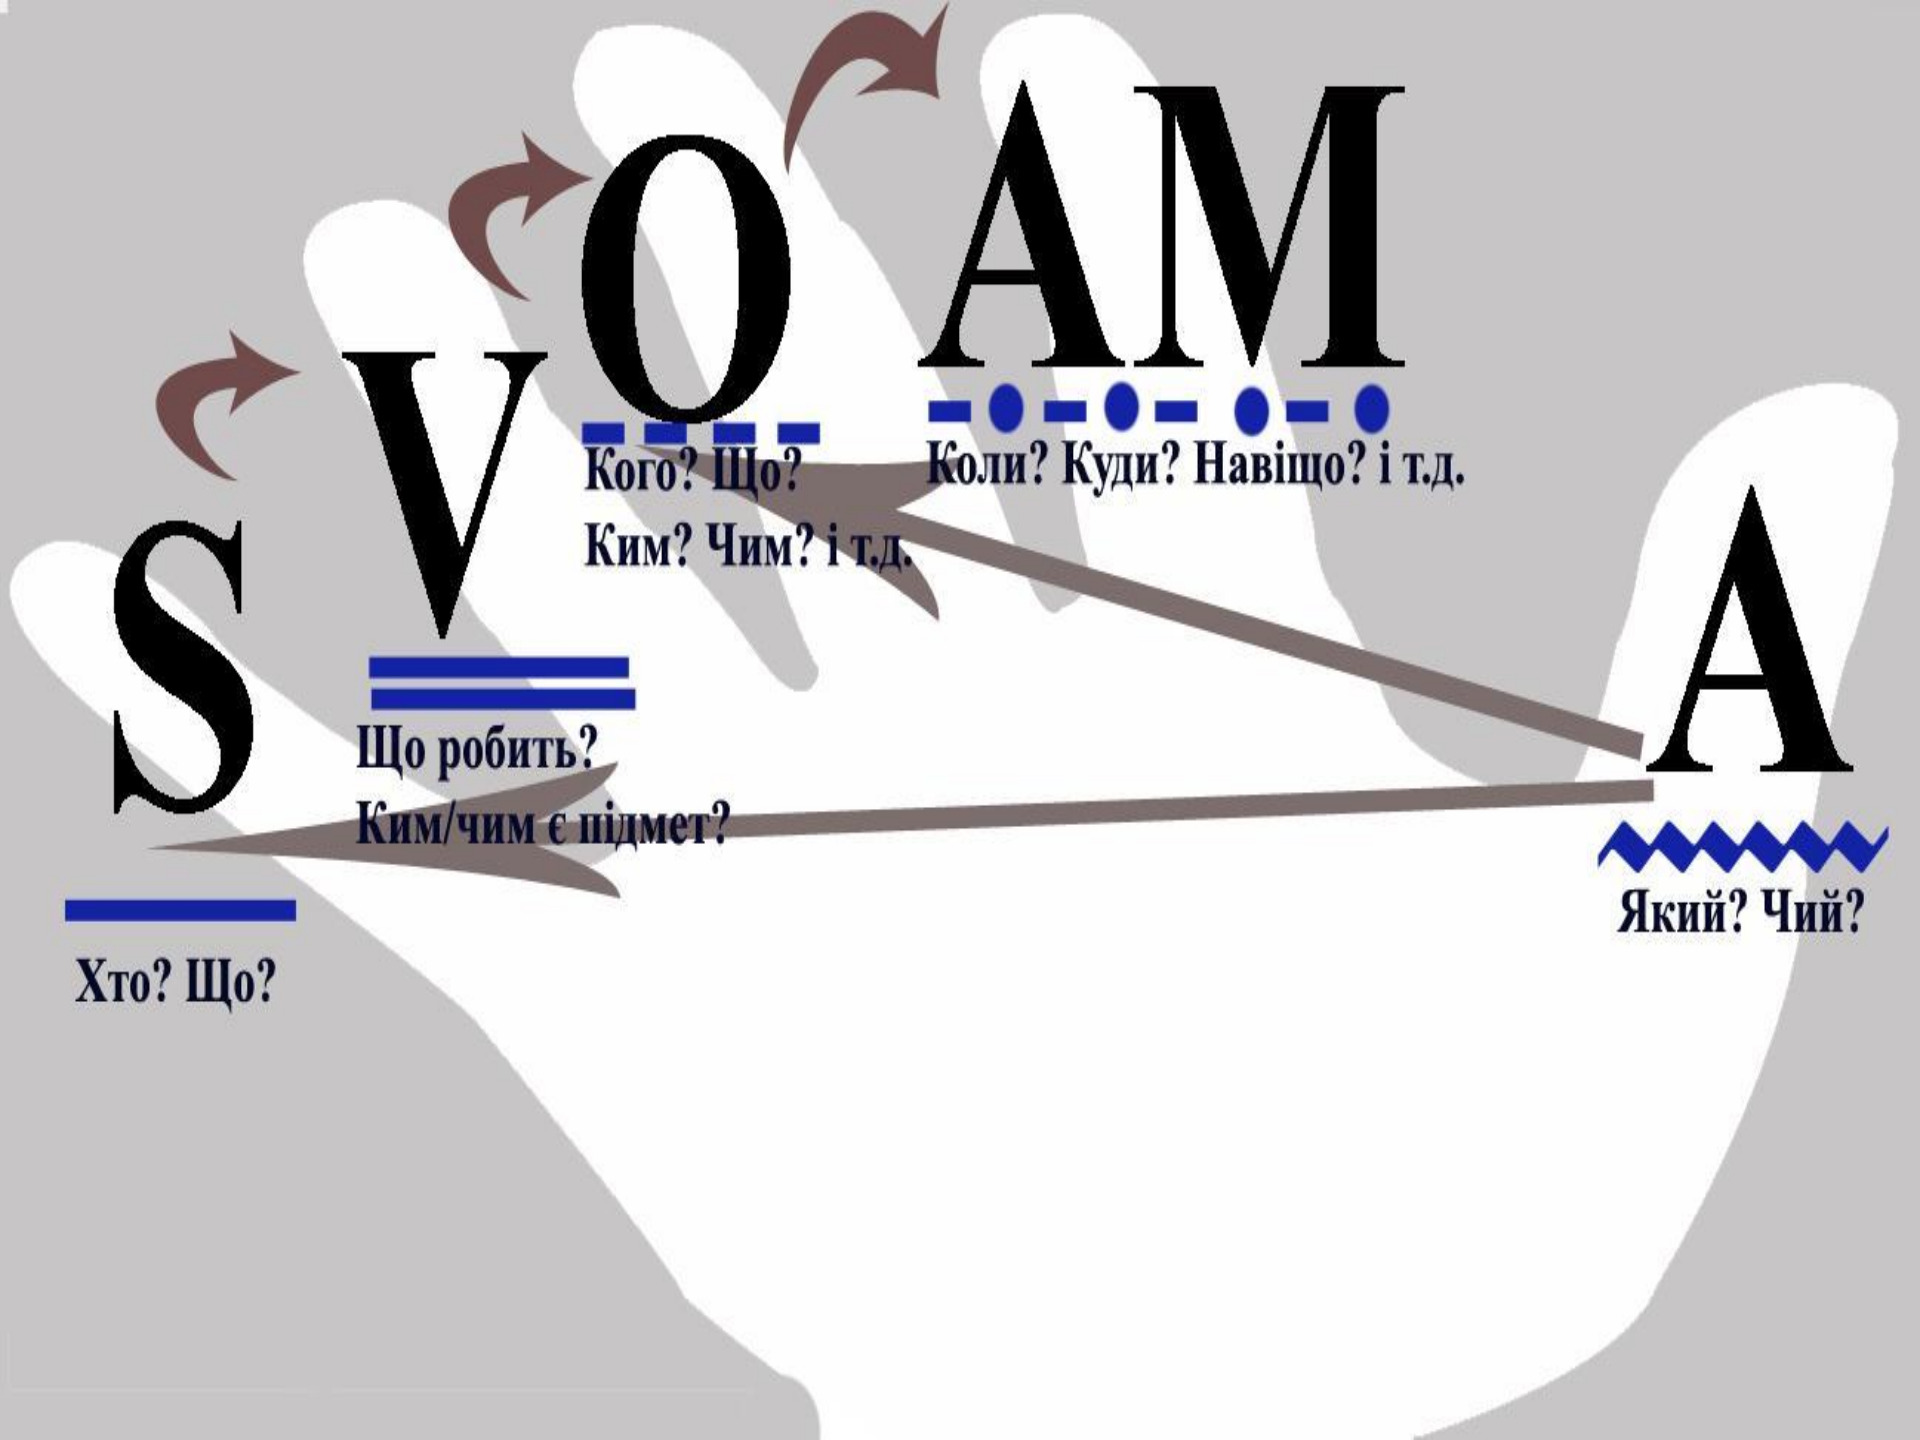 S
V
O
AM
A
Хто? Що?
Що робить?
Ким/чим є підмет?
Кого? Що?
Ким? Чим? і т.д.
Коли? Куди? Навіщо? і т.д.
Який? Чий?